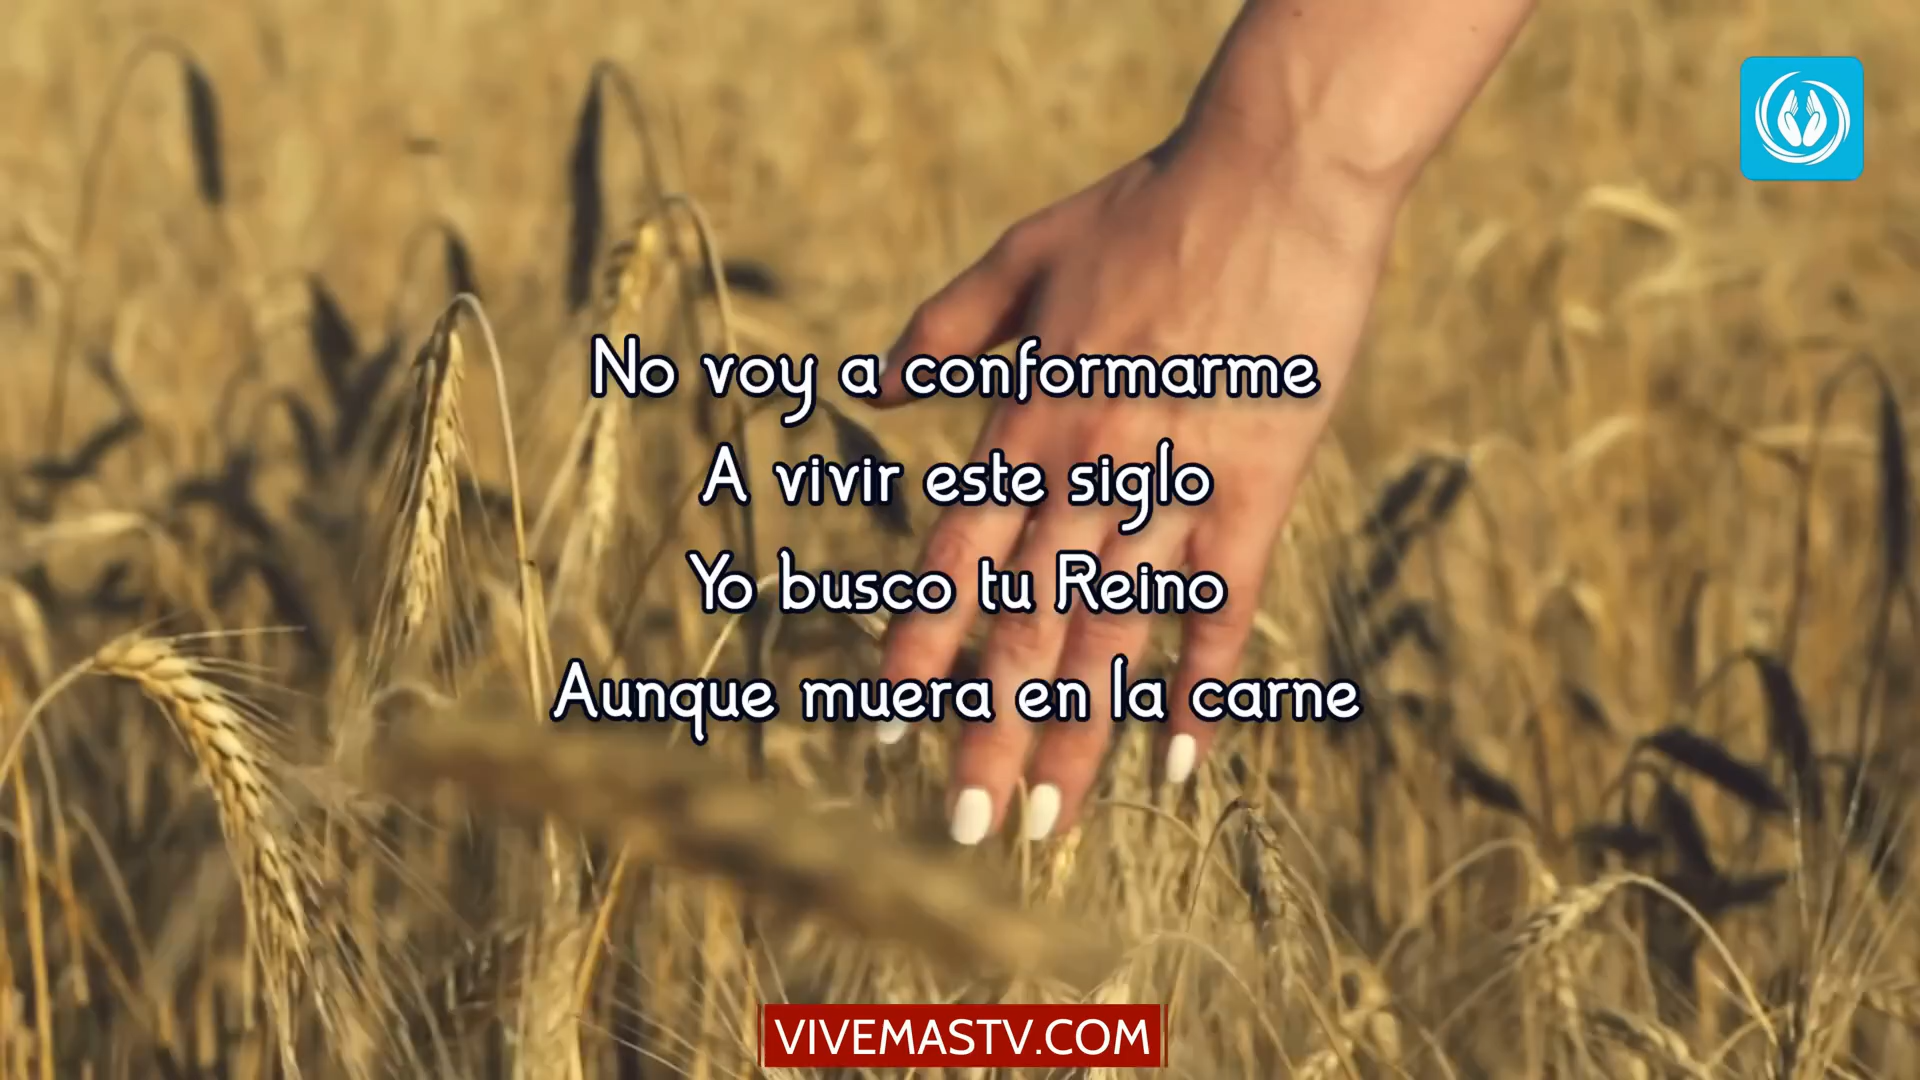 No voy a conformarme
A vivir este siglo
Yo busco tu Reino
Aunque muera en la carne
VIVEMASTV.COM